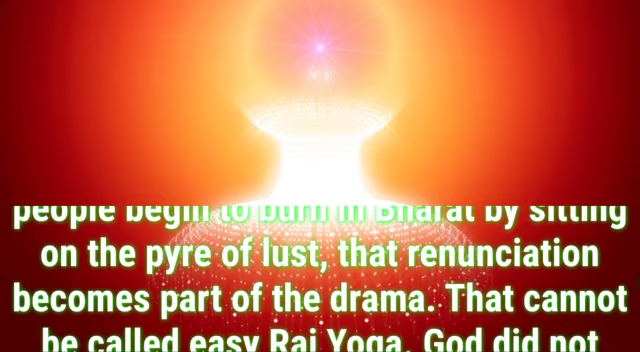 people begin to burn in Bharat by sitting
on the pyre of lust, that renunciation
becomes part of the drama. That cannot
be called easy Raj Yoga. God did not